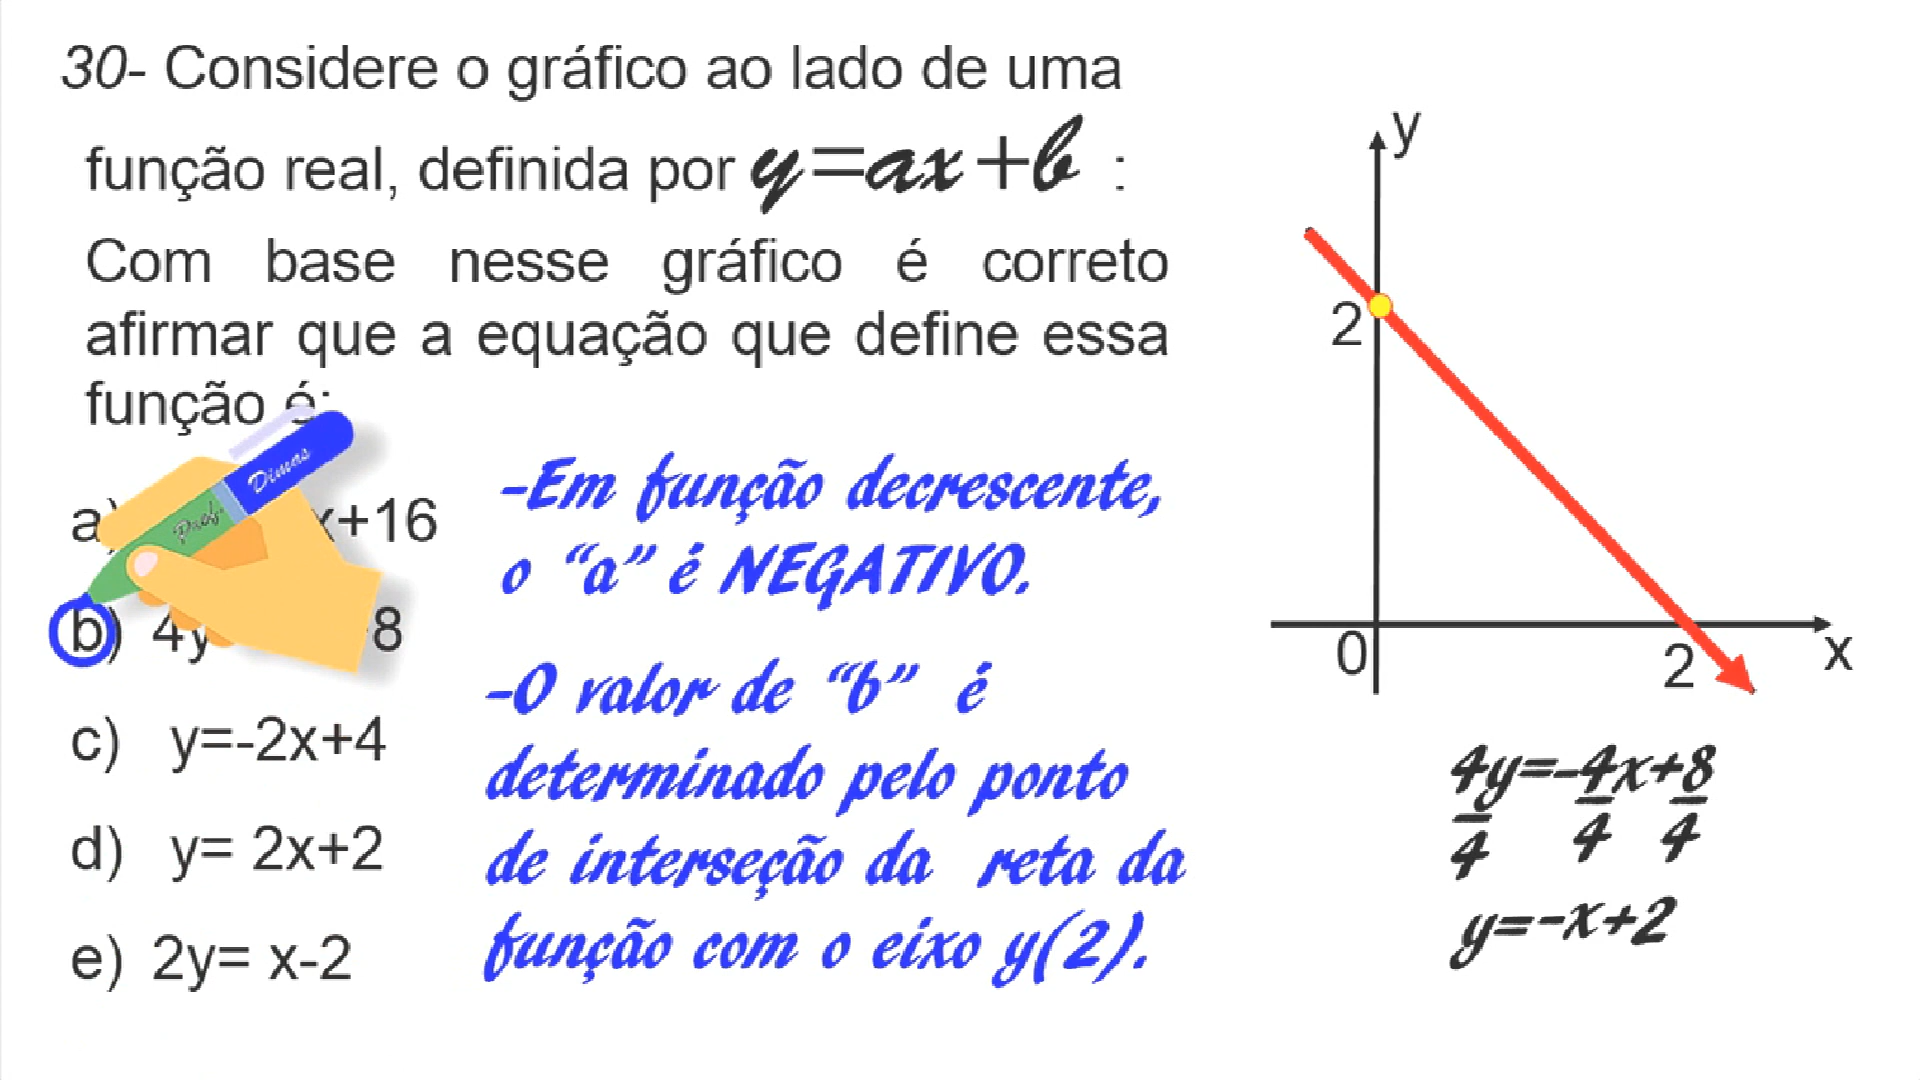 30- Considere o gráfico ao lado de uma
função real, definida por y=ax+b :
Com base nesse gráfico é correto
afirmar que a equação que define essa
função é:
a) x+16
b) 4y 8
c) y=-2x+4
d) y= 2x+2
e) 2y= x-2
Profº Dimas
-Em função decrescente,
o “a” é NEGATIVO.
-O valor de “b” é
determinado pelo ponto
de interseção da reta da
função com o eixo y(2).
y
2
0
2
x
4y=-4x+8
4 4 4
y=-x+2